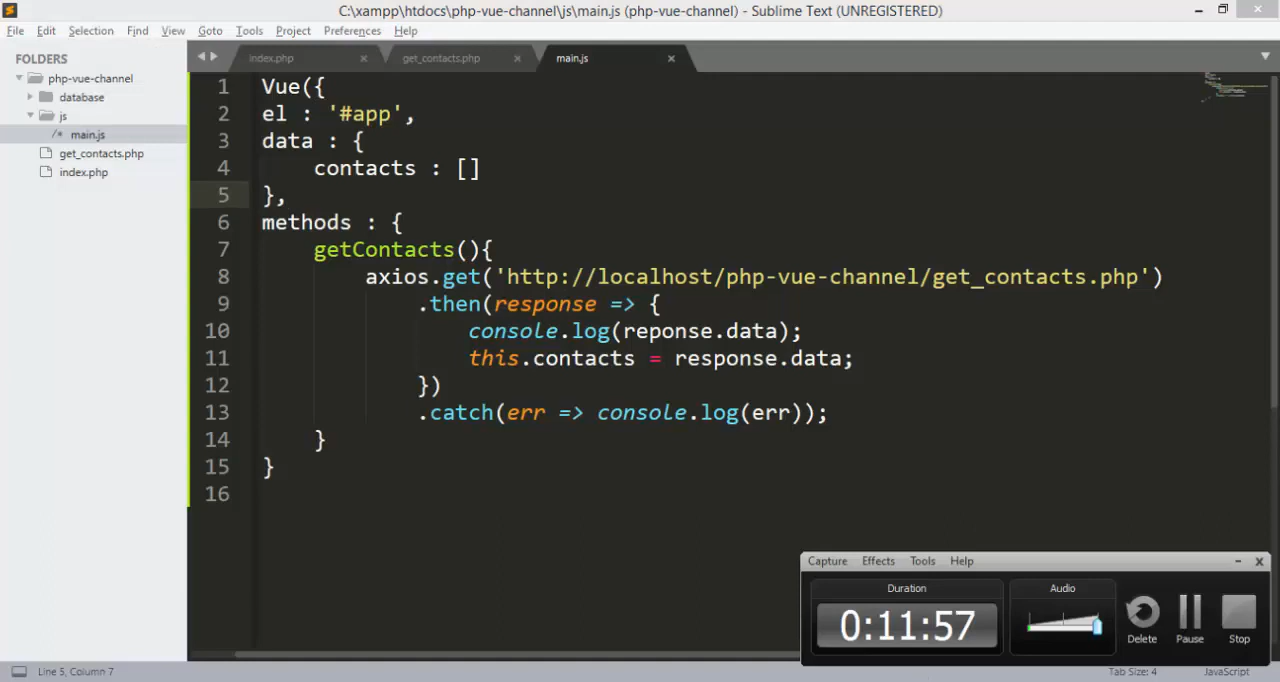 C:\xampp\htdocs\php-vue-channel\js\main.js (php-vue-channel) - Sublime Text (UNREGISTERED)
File Edit Selection Find View Goto Tools Project Preferences Help
FOLDERS
php-vue-channel
database
js
/* main.js
get_contacts.php
index.php
index.php × get_contacts.php × main.js ×
1 Vue({
2 el : '#app',
3 data : {
4 contacts : []
5 },
6 methods : {
7 getContacts(){
8 axios.get('http://localhost/php-vue-channel/get_contacts.php')
9 .then(response => {
10 console.log(reponse.data);
11 this.contacts = response.data;
12 })
13 .catch(err => console.log(err));
14 }
15 }
16
Capture Effects Tools Help
Duration
0:11:57
Audio
Delete Pause Stop
Line 5, Column 7
Tab Size: 4
JavaScript